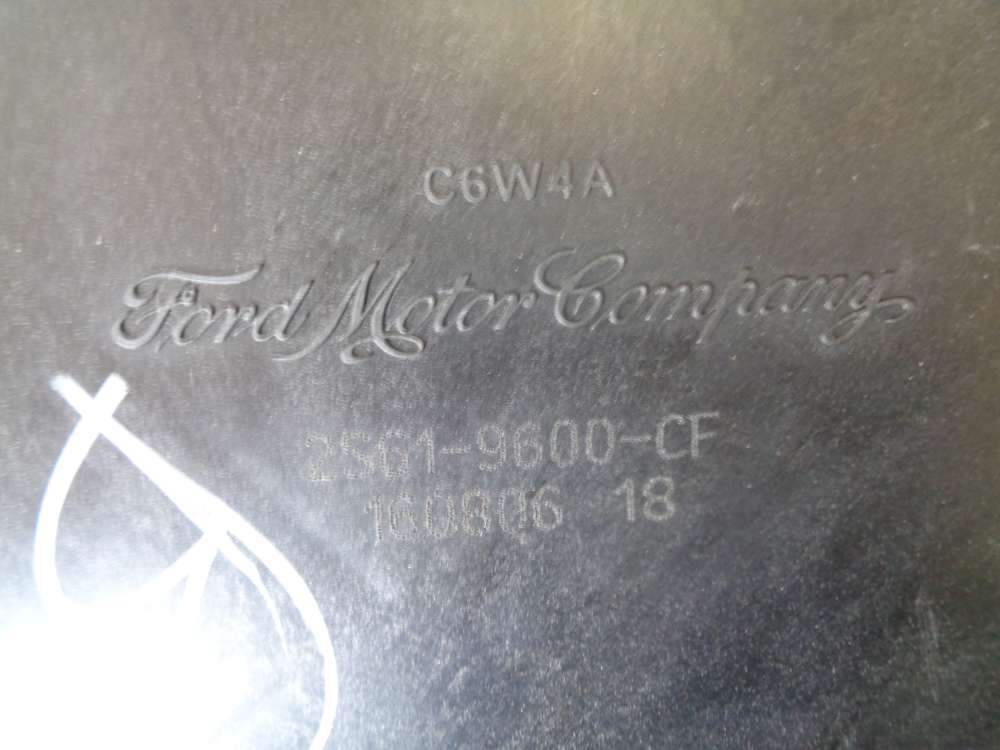 C6W4A
Ford Motor Company
2S61-9600-CF
160806 18